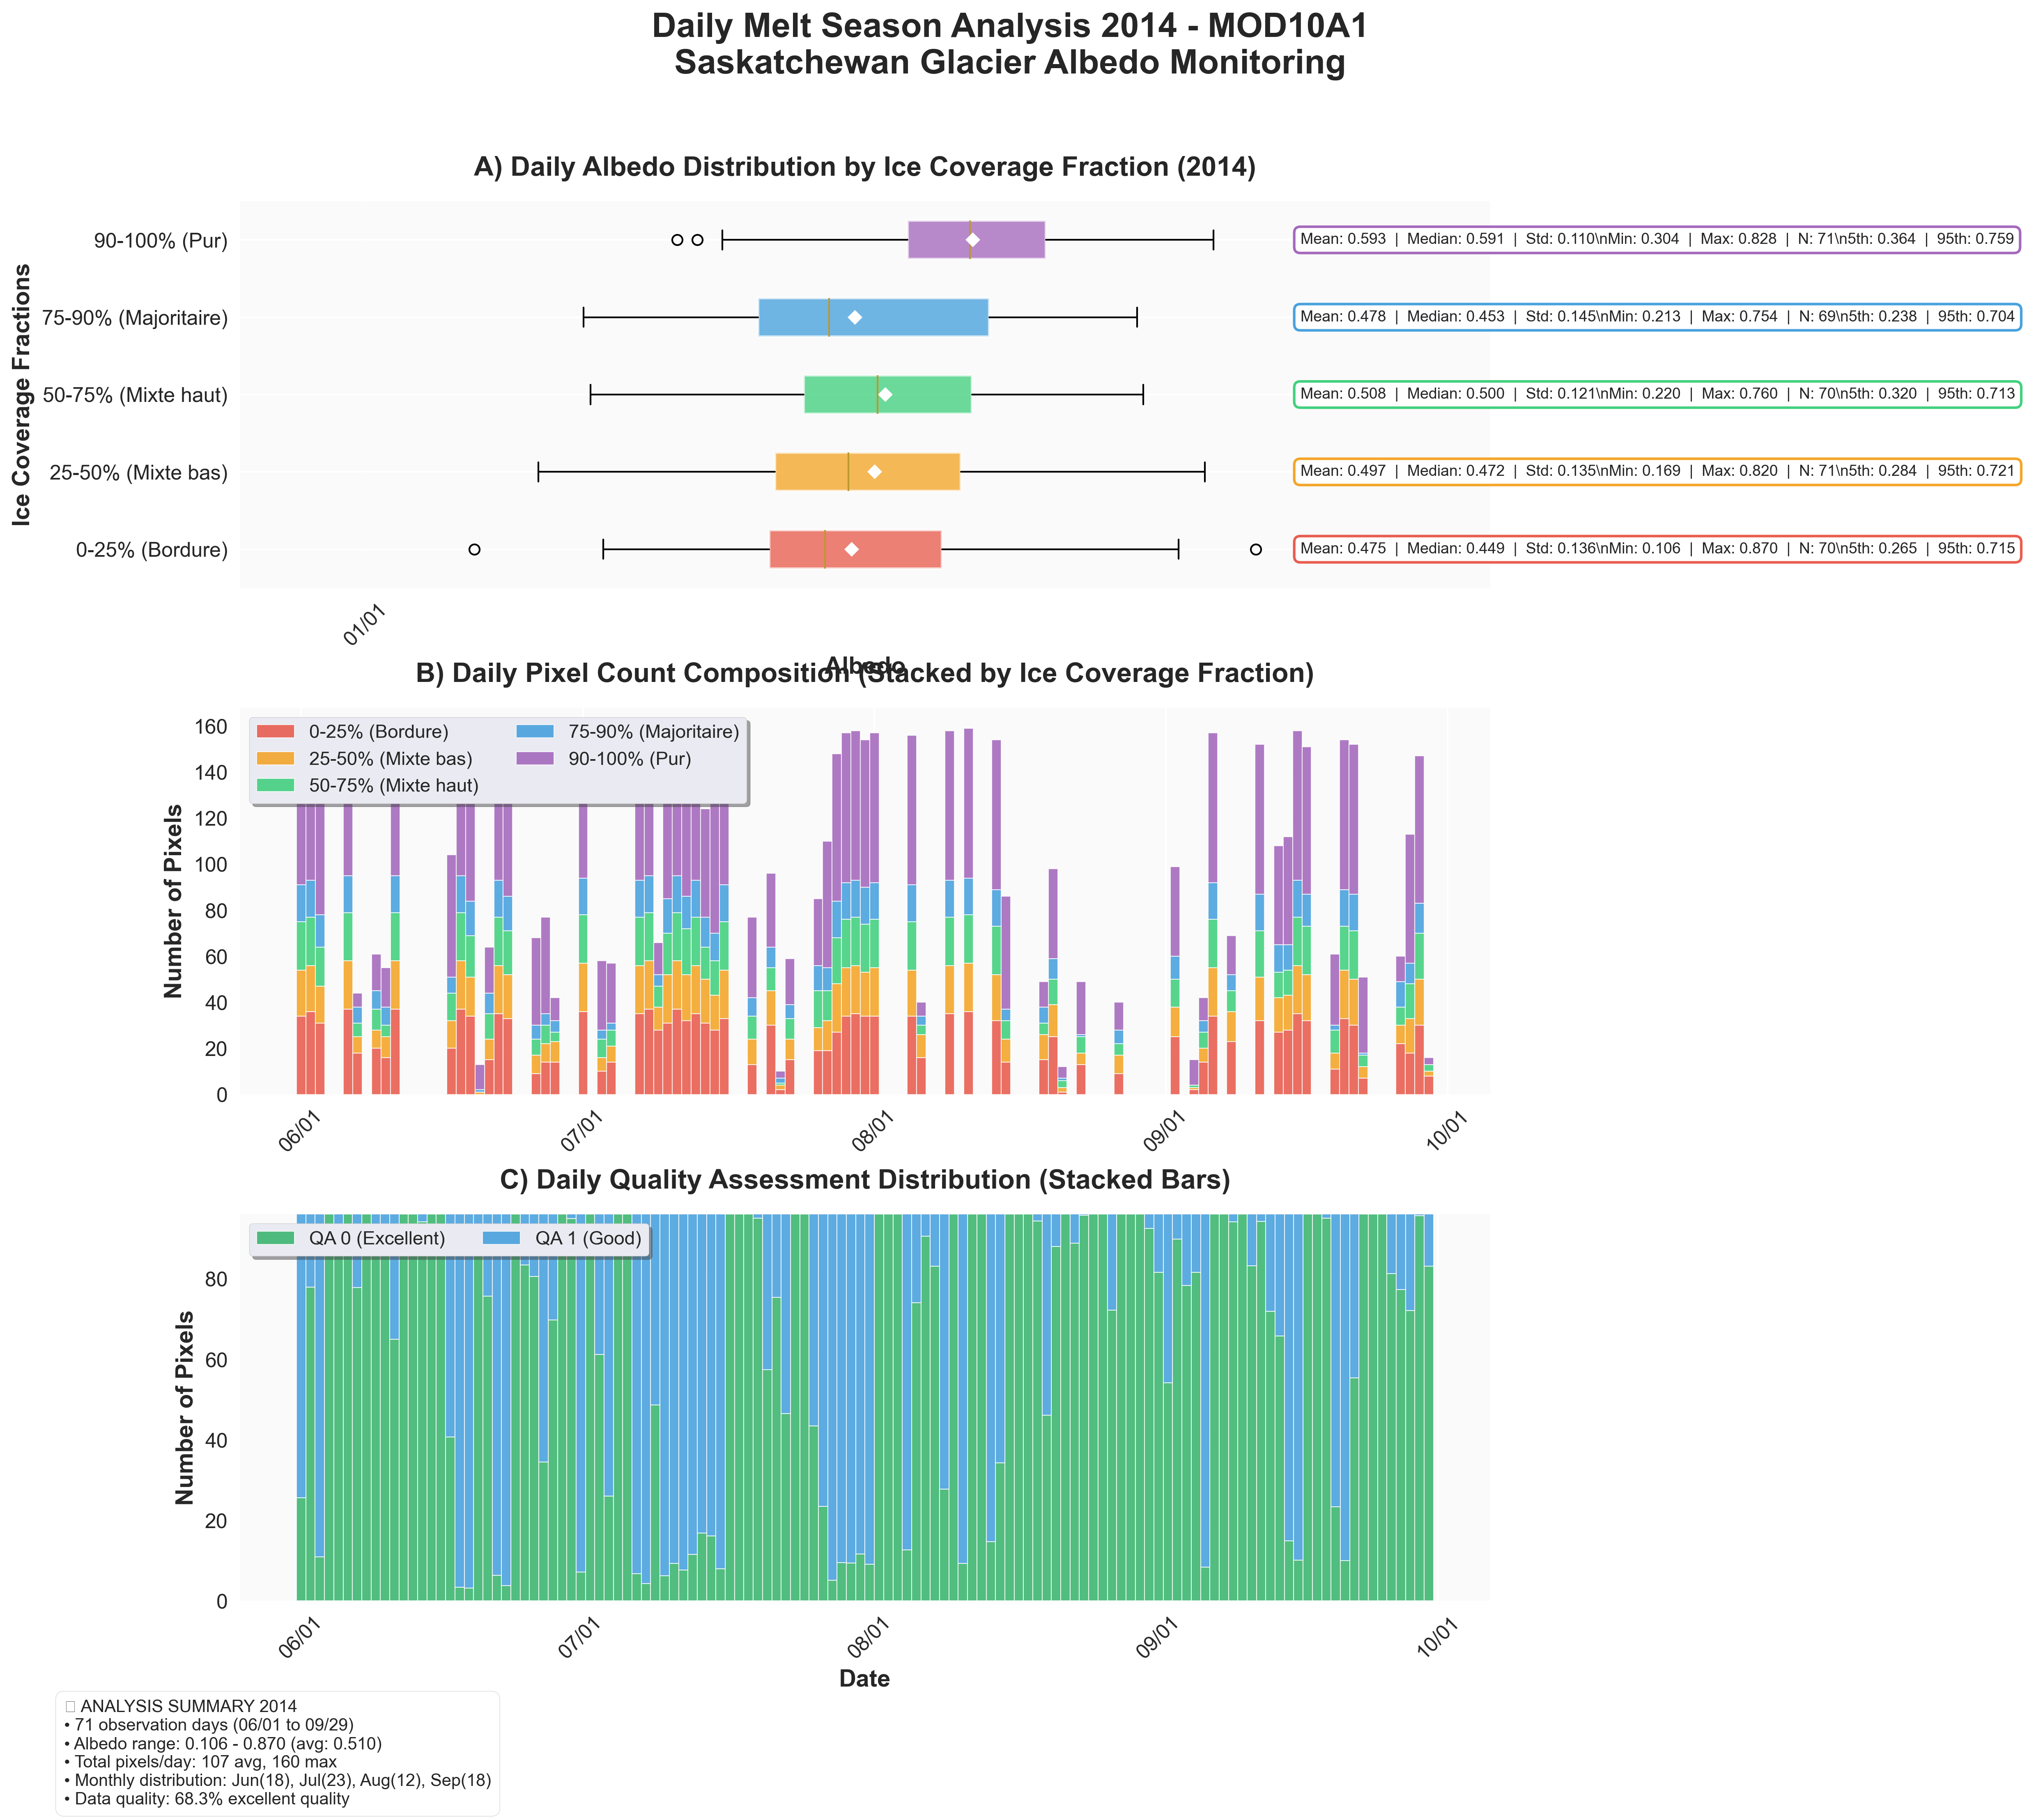 Daily Melt Season Analysis 2014 - MOD10A1
Saskatchewan Glacier Albedo Monitoring
A) Daily Albedo Distribution by Ice Coverage Fraction (2014)
Ice Coverage Fractions
90-100% (Pur)
Mean: 0.593 | Median: 0.591 | Std: 0.110\nMin: 0.304 | Max: 0.828 | N: 71\n5th: 0.364 | 95th: 0.759
75-90% (Majoritaire)
Mean: 0.478 | Median: 0.453 | Std: 0.145\nMin: 0.213 | Max: 0.754 | N: 69\n5th: 0.238 | 95th: 0.704
50-75% (Mixte haut)
Mean: 0.508 | Median: 0.500 | Std: 0.121\nMin: 0.220 | Max: 0.760 | N: 70\n5th: 0.320 | 95th: 0.713
25-50% (Mixte bas)
Mean: 0.497 | Median: 0.472 | Std: 0.135\nMin: 0.169 | Max: 0.820 | N: 71\n5th: 0.284 | 95th: 0.721
0-25% (Bordure)
Mean: 0.475 | Median: 0.449 | Std: 0.136\nMin: 0.106 | Max: 0.870 | N: 70\n5th: 0.265 | 95th: 0.715
01/01
Albedo
B) Daily Pixel Count Composition (Stacked by Ice Coverage Fraction)
Number of Pixels
160
140
120
100
80
60
40
20
0
0-25% (Bordure)
25-50% (Mixte bas)
50-75% (Mixte haut)
75-90% (Majoritaire)
90-100% (Pur)
06/01
07/01
08/01
09/01
10/01
C) Daily Quality Assessment Distribution (Stacked Bars)
Number of Pixels
80
60
40
20
0
QA 0 (Excellent)
QA 1 (Good)
06/01
07/01
08/01
09/01
10/01
Date
ANALYSIS SUMMARY 2014
• 71 observation days (06/01 to 09/29)
• Albedo range: 0.106 - 0.870 (avg: 0.510)
• Total pixels/day: 107 avg, 160 max
• Monthly distribution: Jun(18), Jul(23), Aug(12), Sep(18)
• Data quality: 68.3% excellent quality